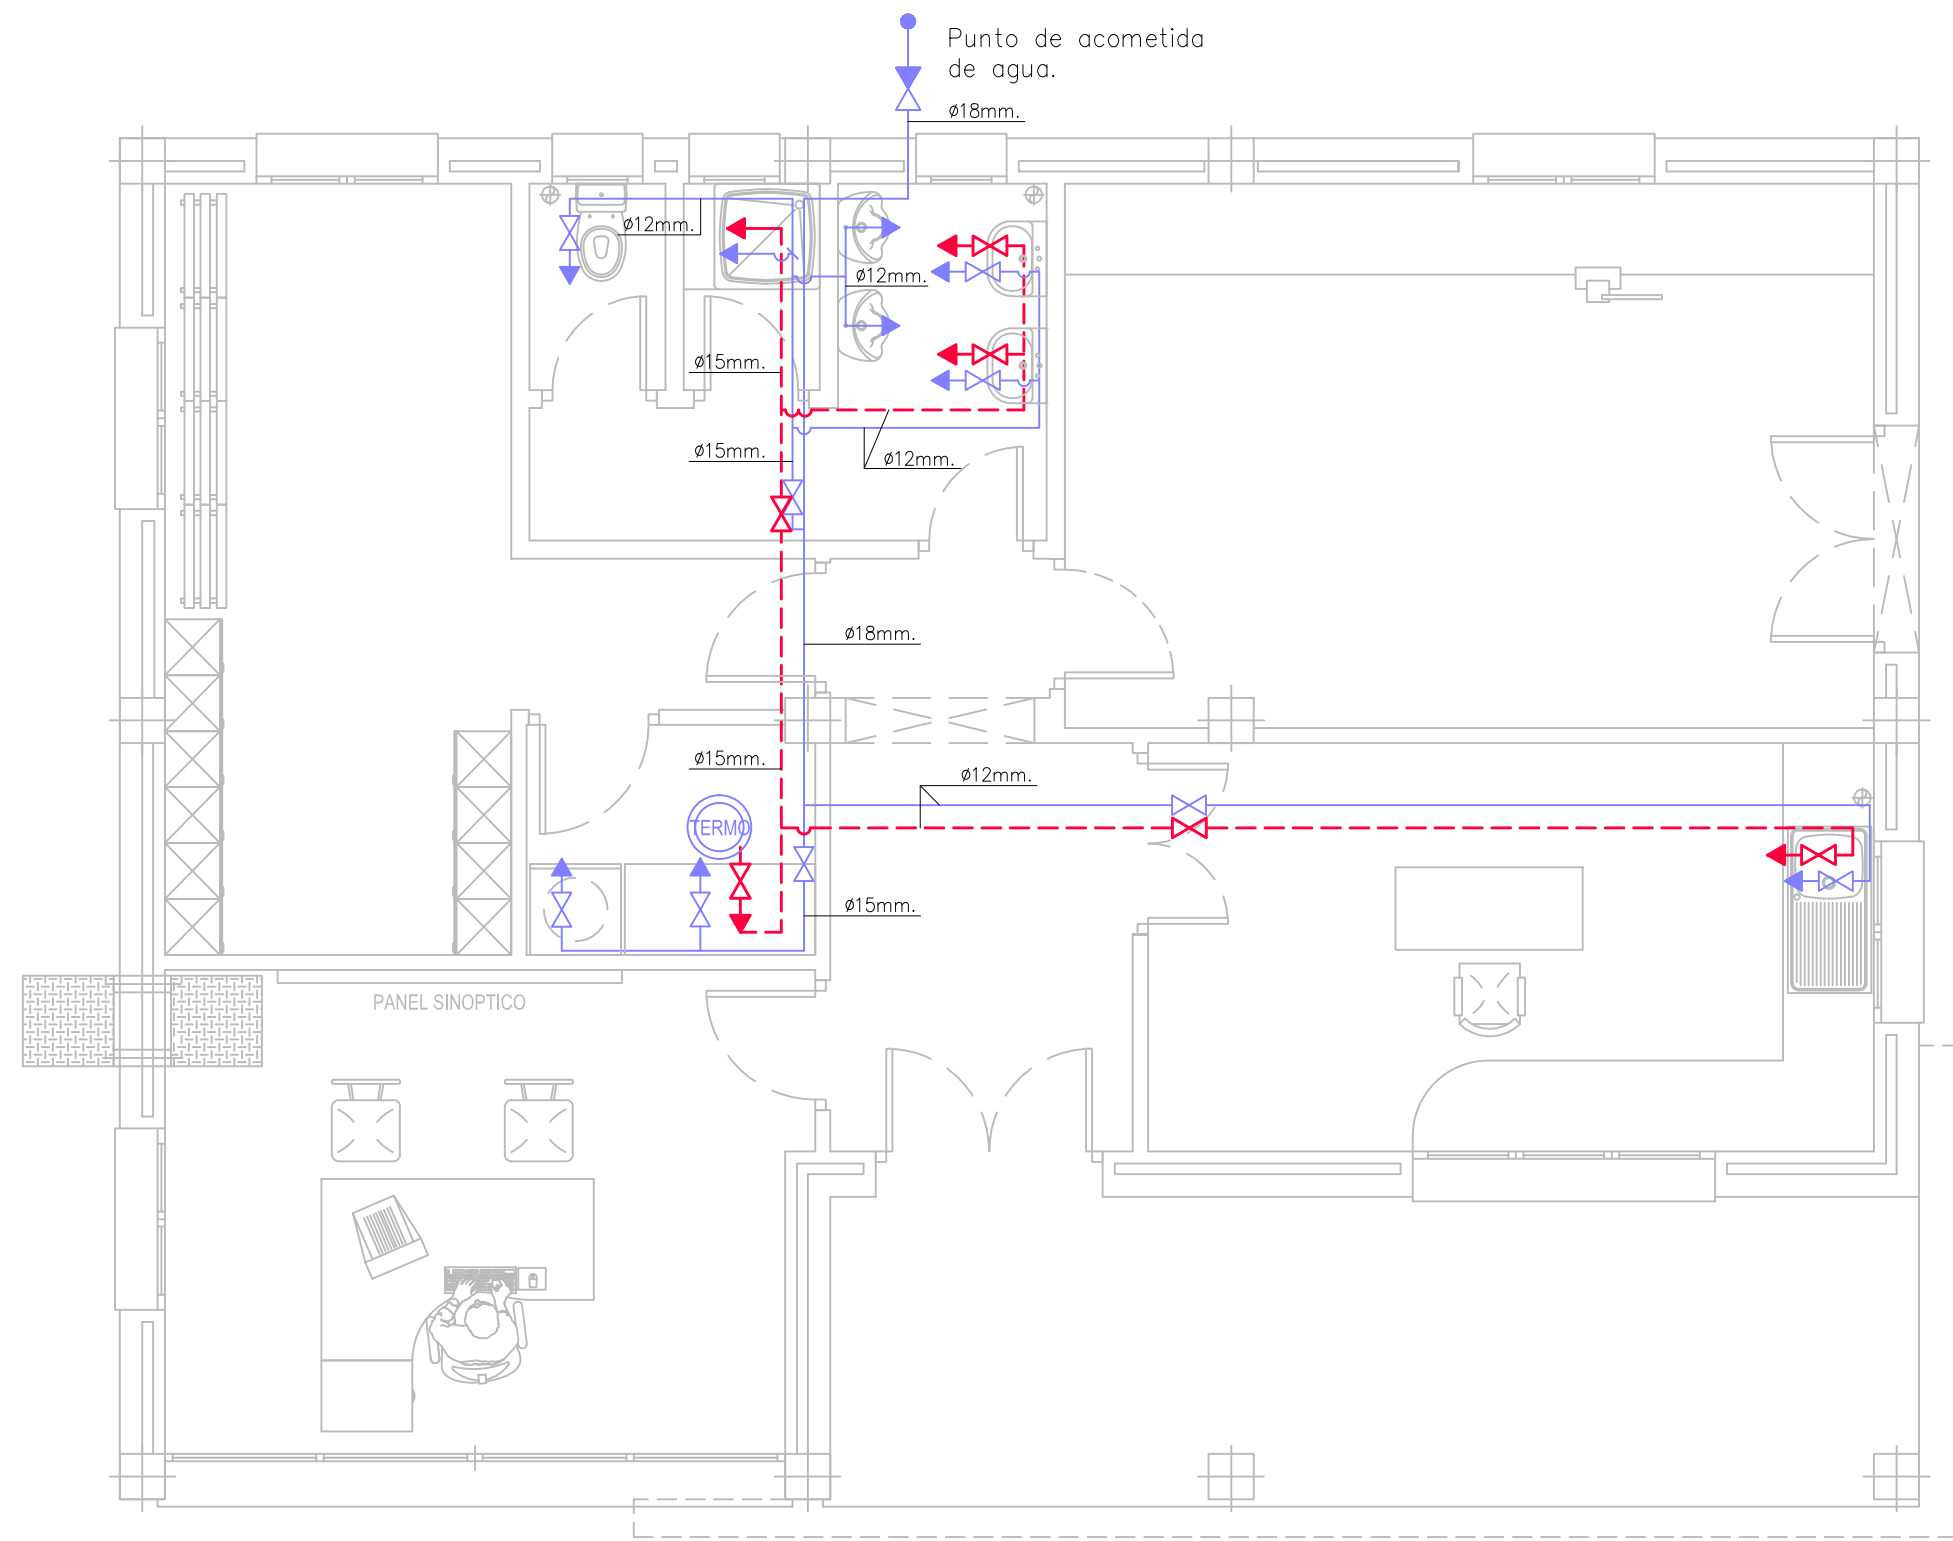 Punto de acometida
de agua.
ø18mm.
ø12mm.
ø12mm.
ø15mm.
ø15mm.
ø12mm.
ø18mm.
ø15mm.
ø12mm.
TERMO
ø15mm.
PANEL SINOPTICO